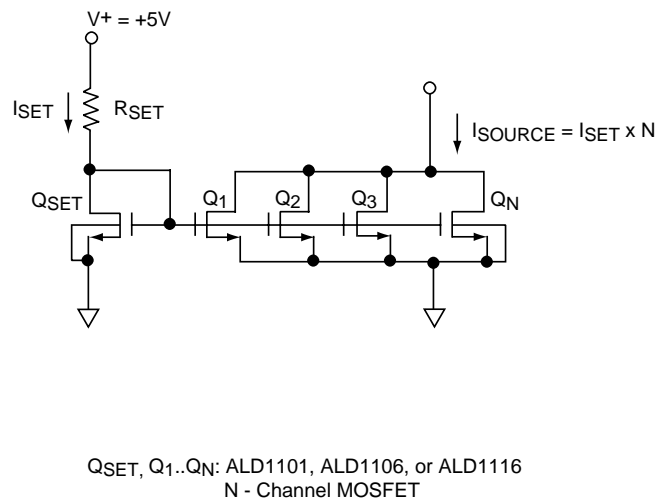 V+ = +5V
ISET
RSET
ISOURCE = ISET x N
QSET
Q1
Q2
Q3
QN
QSET, Q1..QN: ALD1101, ALD1106, or ALD1116
N - Channel MOSFET